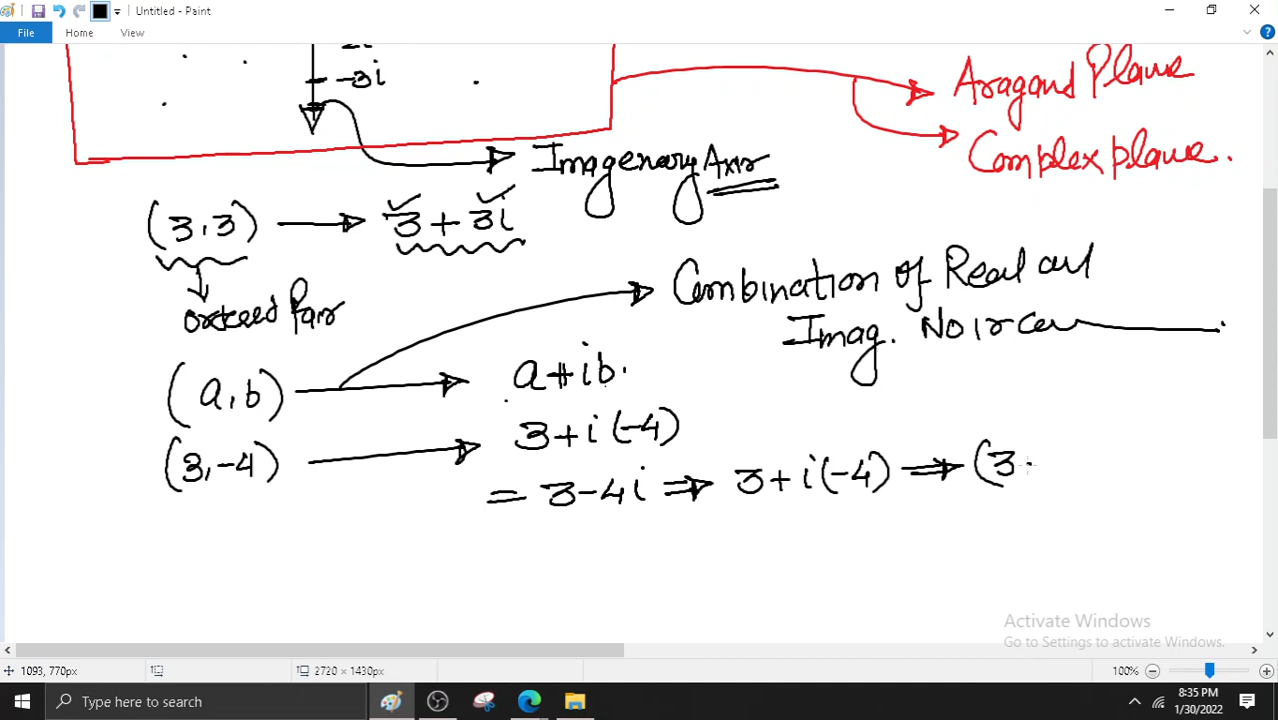 Untitled - Paint
File Home View
2i
-3i
Aragand Plane
Complex plane.
Imagenary Axis
(3,3) → 3 + 3i
ordered Pair
Combination of Real and
Imag. No is
(a, b) → a + ib.
(3, -4) → 3 + i (-4)
= 3 - 4i ⇒ 3 + i (-4) ⇒ (3
Activate Windows
Go to Settings to activate Windows.
1093, 770px
2720 × 1430px
100%
Type here to search
8:35 PM
1/30/2022